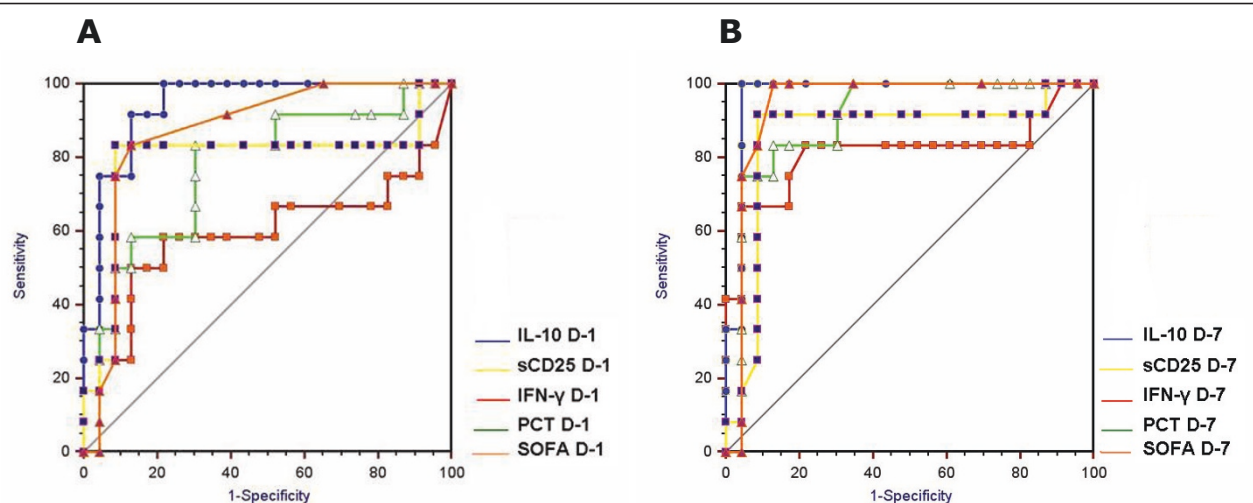 A
100
80
60
40
20
0
Sensitivity
0 20 40 60 80 100
1-Specificity
IL-10 D-1
sCD25 D-1
IFN-γ D-1
PCT D-1
SOFA D-1
B
100
80
60
40
20
0
Sensitivity
0 20 40 60 80 100
1-Specificity
IL-10 D-7
sCD25 D-7
IFN-γ D-7
PCT D-7
SOFA D-7